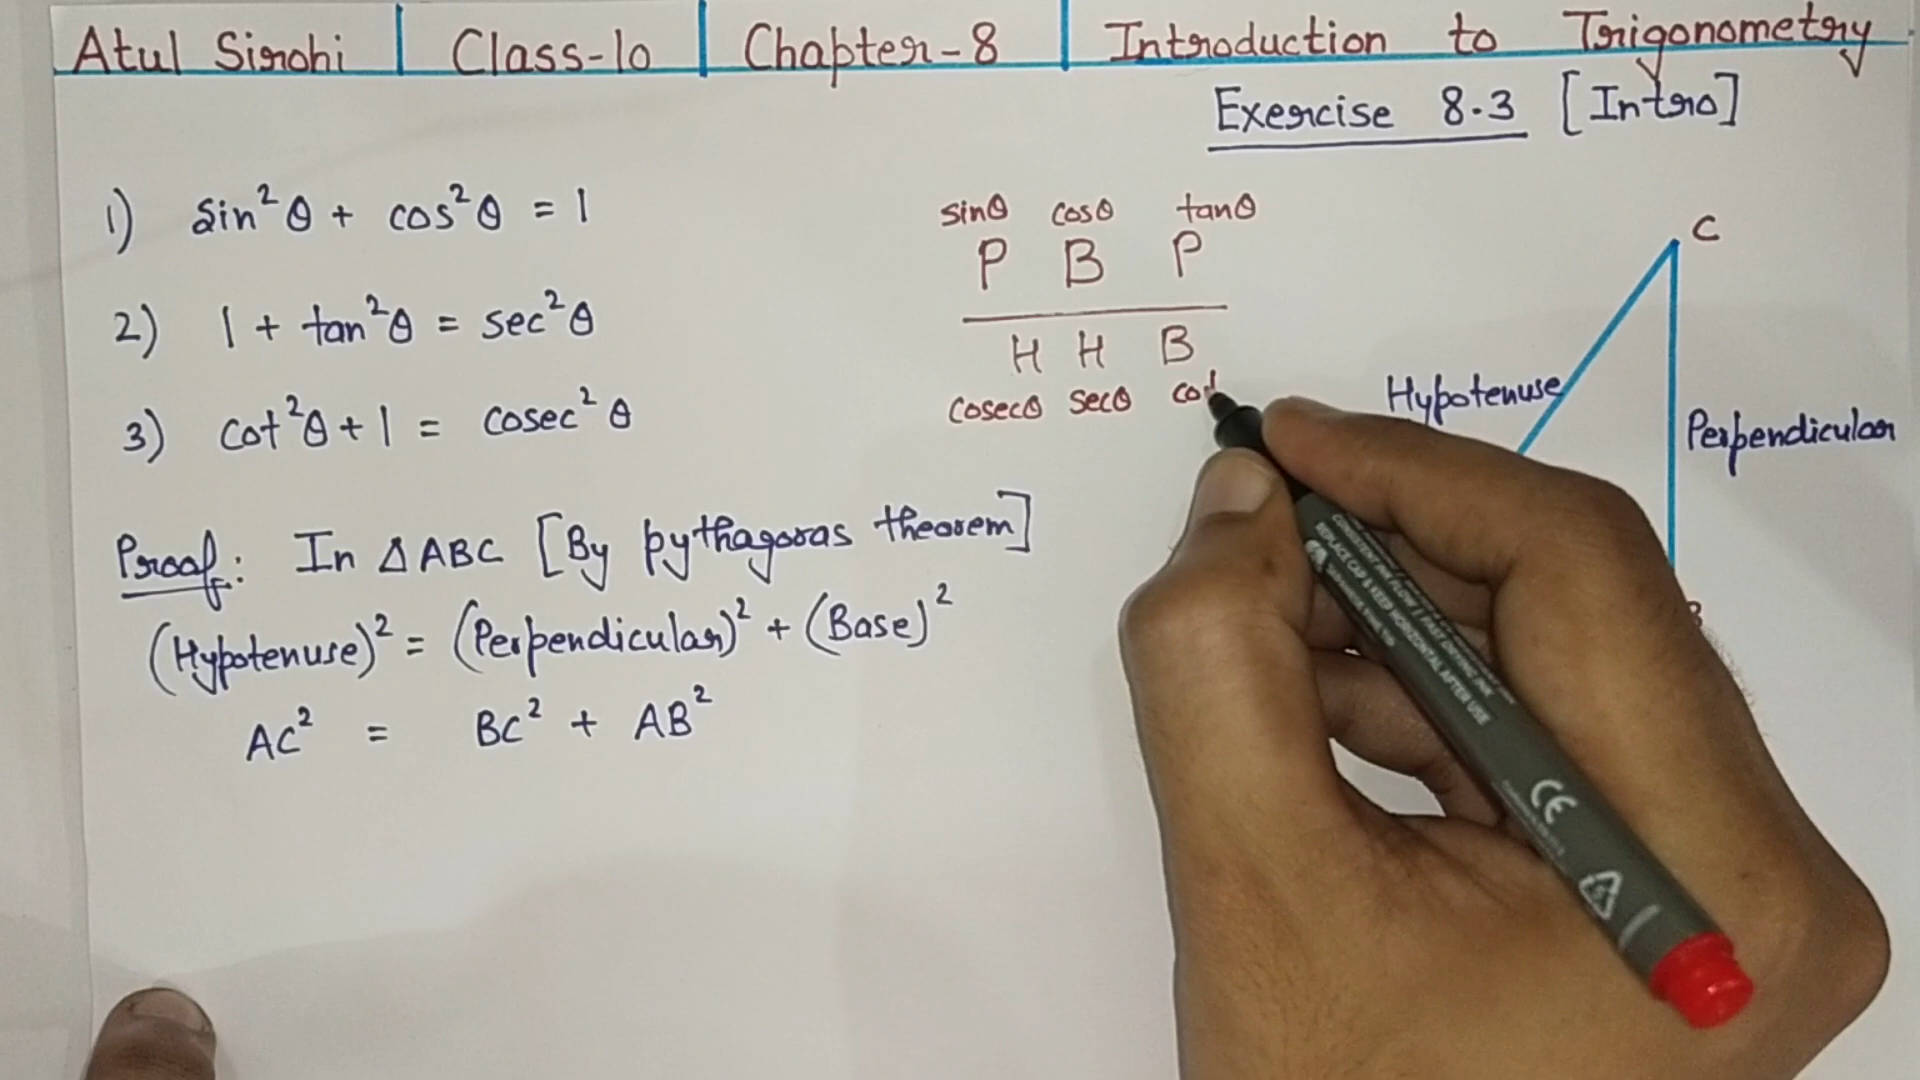 Atul Sirohi | Class-10 | Chapter-8 | Introduction to Trigonometry
Exercise 8.3 [Intro]
1) sin²θ + cos²θ = 1
2) 1 + tan²θ = sec²θ
3) cot²θ + 1 = cosec²θ
sinθ cosθ tanθ
P B P
H H B
cosecθ secθ cot
C
Hypotenuse
Perpendicular
B
Proof: In ΔABC [By pythagoras theorem]
(Hypotenuse)² = (Perpendicular)² + (Base)²
AC² = BC² + AB²
CE